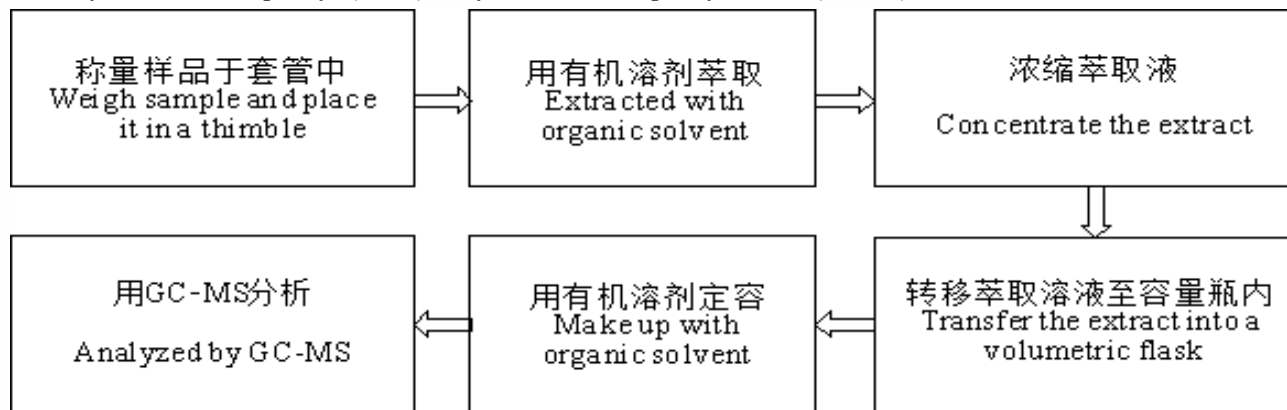 称量样品于套管中
Weigh sample and place
it in a thimble
用有机溶剂萃取
Extracted with
organic solvent
浓缩萃取液
Concentrate the extract
转移萃取溶液至容量瓶内
Transfer the extract into a
volumetric flask
用有机溶剂定容
Make up with
organic solvent
用GC-MS分析
Analyzed by GC-MS